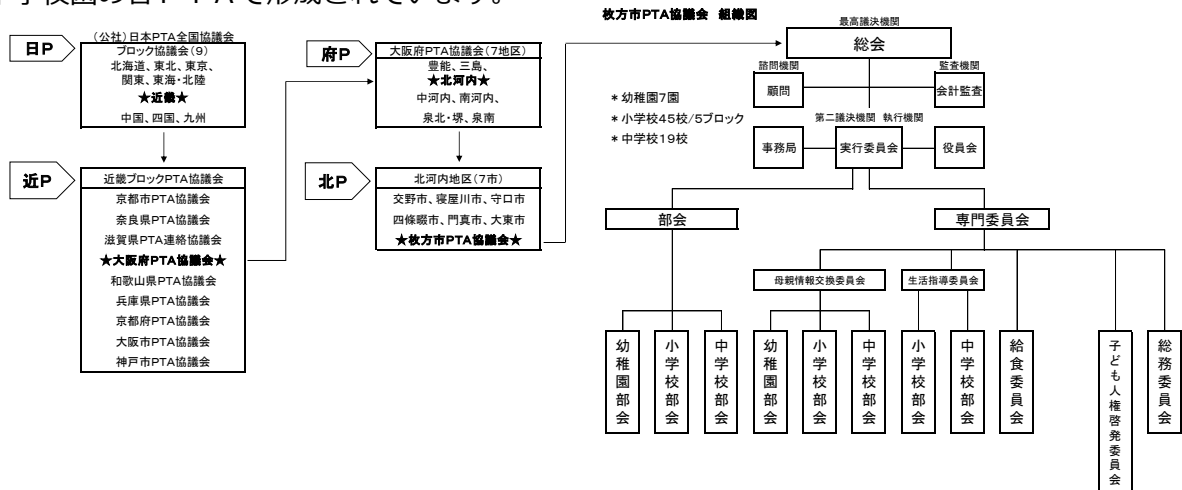 中学校園の各ＰＴＡで形成されています。
日P
(公社)日本PTA全国協議会
ブロック協議会(9)
北海道、東北、東京、
関東、東海・北陸
★近畿★
中国、四国、九州
近P
近畿ブロックPTA協議会
京都市PTA協議会
奈良県PTA協議会
滋賀県PTA連絡協議会
★大阪府PTA協議会★
和歌山県PTA協議会
兵庫県PTA協議会
京都府PTA協議会
大阪市PTA協議会
神戸市PTA協議会
府P
大阪府PTA協議会(7地区)
豊能、三島、
★北河内★
中河内、南河内、
泉北・堺、泉南
北P
北河内地区(7市)
交野市、寝屋川市、守口市
四條畷市、門真市、大東市
★枚方市PTA協議会★
枚方市PTA協議会 組織図
＊幼稚園7園
＊小学校45校/5ブロック
＊中学校19校
最高議決機関
総会
諮問機関
顧問
監査機関
会計監査
第二議決機関 執行機関
事務局
実行委員会
役員会
部会
専門委員会
母親情報交換委員会
生活指導委員会
幼稚園部会
小学校部会
中学校部会
幼稚園部会
小学校部会
中学校部会
小学校部会
中学校部会
給食委員会
子ども人権啓発委員会
総務委員会